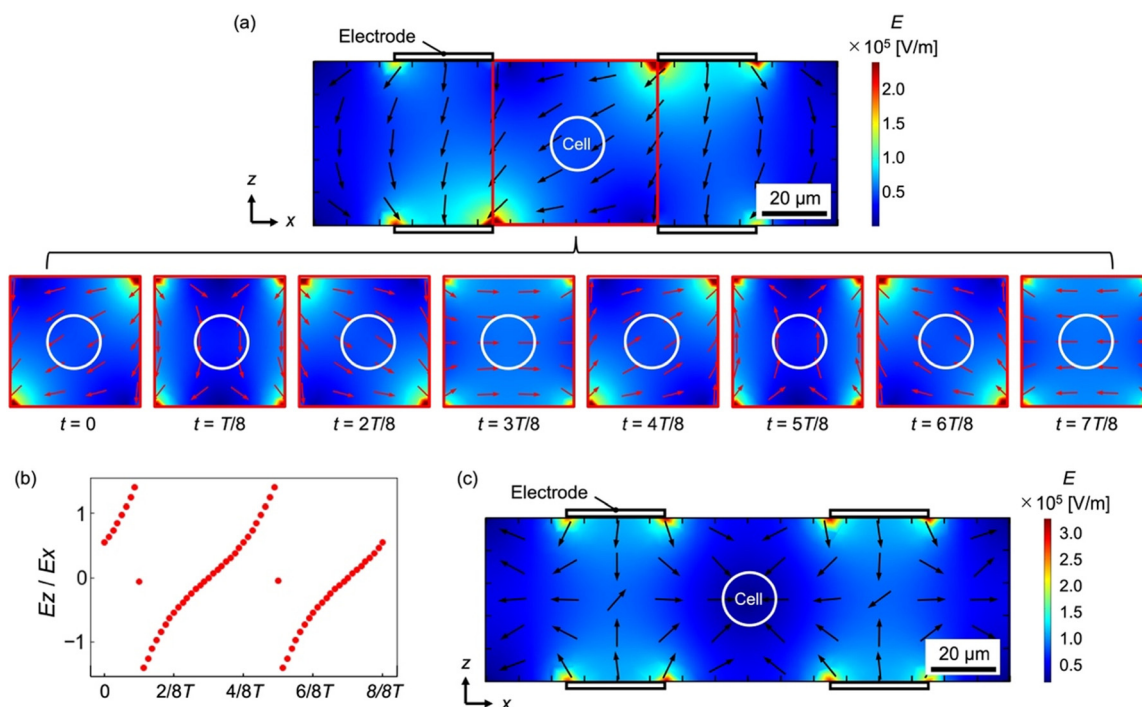 (a)
Electrode
E
× 10⁵ [V/m]
2.0
1.5
1.0
0.5
Cell
20 µm
z
x
t = 0
t = T/8
t = 2T/8
t = 3T/8
t = 4T/8
t = 5T/8
t = 6T/8
t = 7T/8
(b)
Ez / Ex
1
0
−1
0
2/8T
4/8T
6/8T
8/8T
(c)
Electrode
E
× 10⁵ [V/m]
3.0
2.5
2.0
1.5
1.0
0.5
Cell
20 µm
z
x